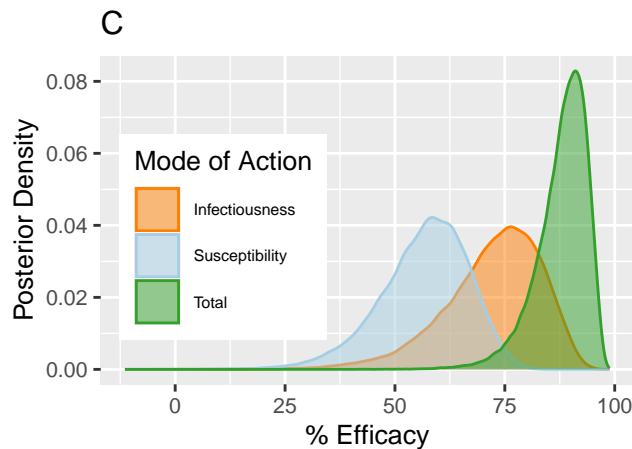 C
Posterior Density
0.08
0.06
0.04
0.02
0.00
Mode of Action
Infectiousness
Susceptibility
Total
0 25 50 75 100
% Efficacy